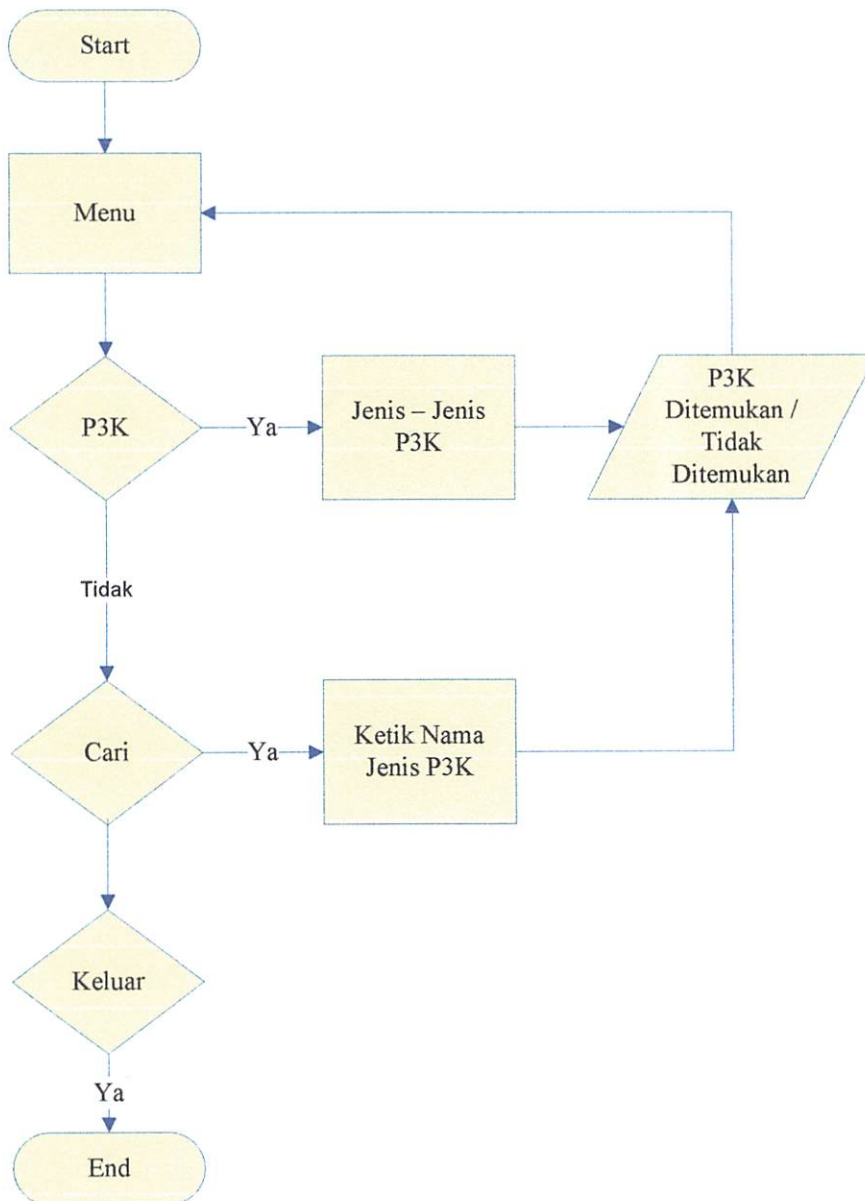 Start
Menu
P3K
Ya
Jenis – Jenis
P3K
P3K
Ditemukan /
Tidak
Ditemukan
Tidak
Cari
Ya
Ketik Nama
Jenis P3K
Keluar
Ya
End